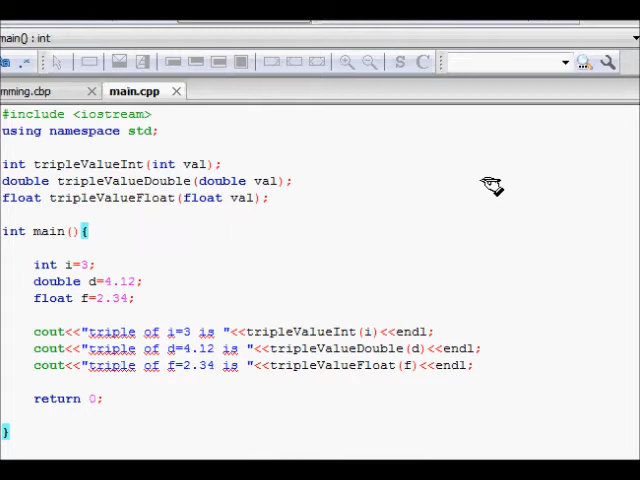 main() : int
S C
mming.cbp main.cpp
#include <iostream>
using namespace std;
int tripleValueInt(int val);
double tripleValueDouble(double val);
float tripleValueFloat(float val);
int main(){
int i=3;
double d=4.12;
float f=2.34;
cout<<"triple of i=3 is "<<tripleValueInt(i)<<endl;
cout<<"triple of d=4.12 is "<<tripleValueDouble(d)<<endl;
cout<<"triple of f=2.34 is "<<tripleValueFloat(f)<<endl;
return 0;
}